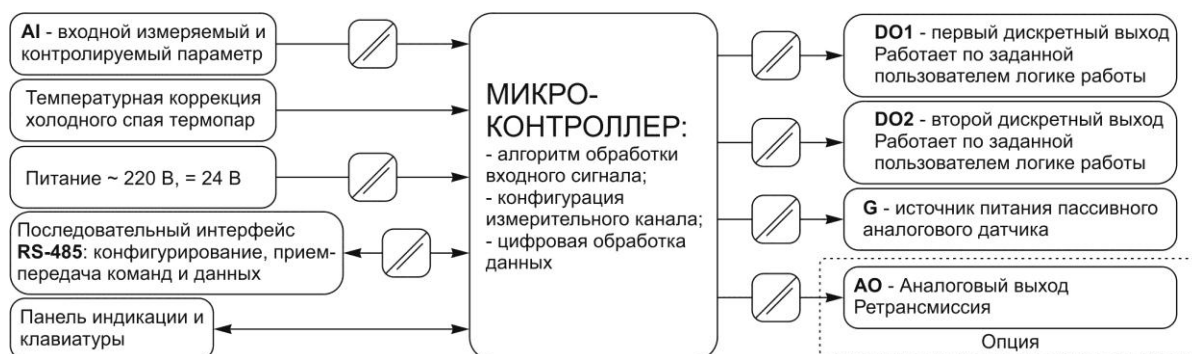 AI - входной измеряемый и
контролируемый параметр
Температурная коррекция
холодного спая термопар
Питание ~ 220 В, = 24 В
Последовательный интерфейс
RS-485: конфигурирование, прием-
передача команд и данных
Панель индикации и
клавиатуры
МИКРО-
КОНТРОЛЛЕР:
- алгоритм обработки
входного сигнала;
- конфигурация
измерительного канала;
- цифровая обработка
данных
DO1 - первый дискретный выход
Работает по заданной
пользователем логике работы
DO2 - второй дискретный выход
Работает по заданной
пользователем логике работы
G - источник питания пассивного
аналогового датчика
AO - Аналоговый выход
Ретрансмиссия
Опция